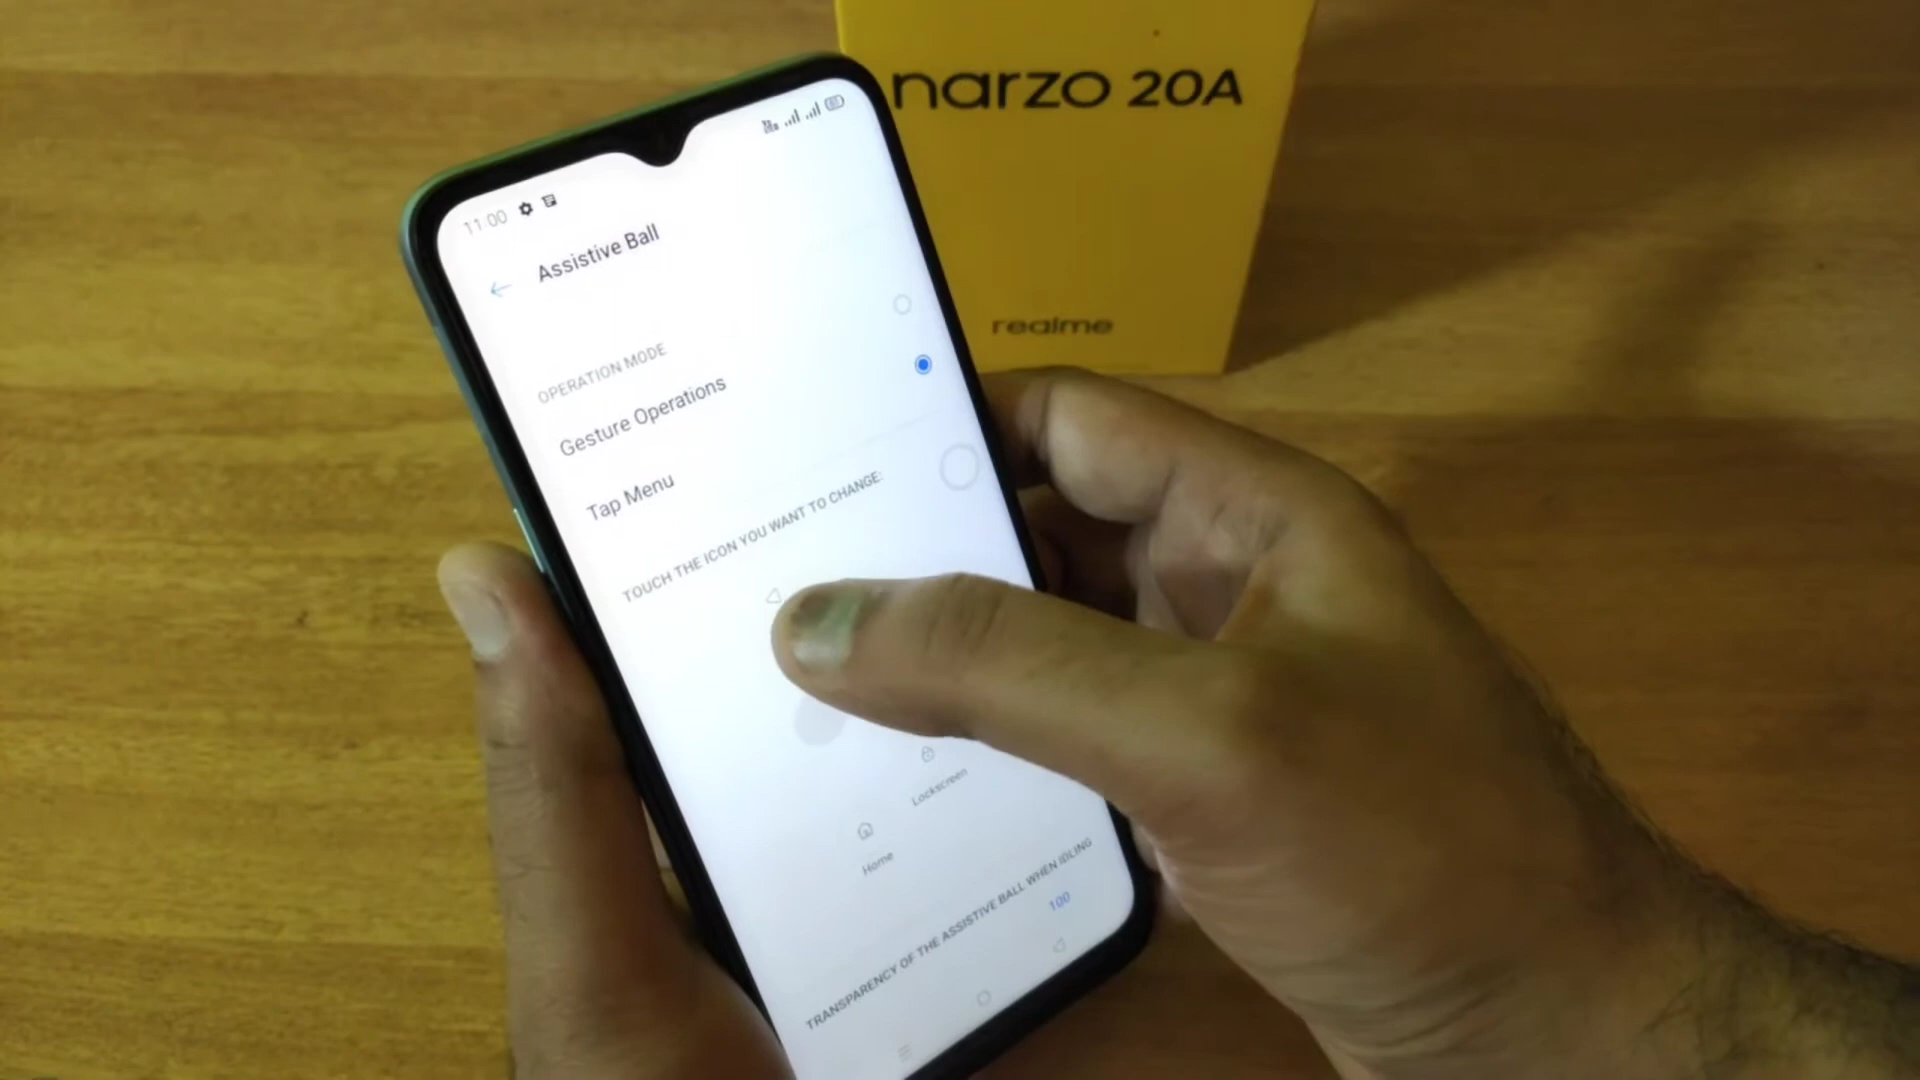 narzo 20A
realme
11:00
Assistive Ball
OPERATION MODE
Gesture Operations
Tap Menu
TOUCH THE ICON YOU WANT TO CHANGE:
Lockscreen
Home
TRANSPARENCY OF THE ASSISTIVE BALL WHEN IDLING
100